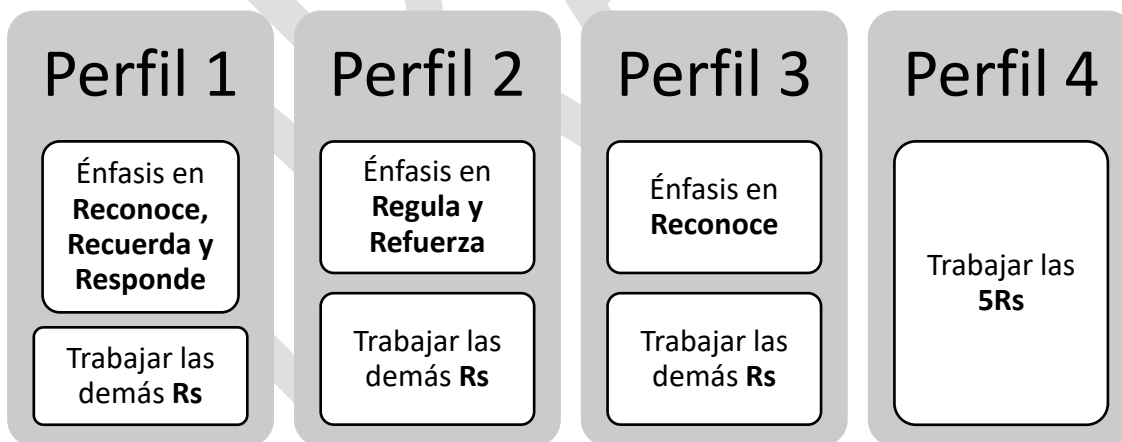 Perfil 1
Énfasis en
Reconoce,
Recuerda y
Responde
Trabajar las
demás Rs
Perfil 2
Énfasis en
Regula y
Refuerza
Trabajar las
demás Rs
Perfil 3
Énfasis en
Reconoce
Trabajar las
demás Rs
Perfil 4
Trabajar las
5Rs